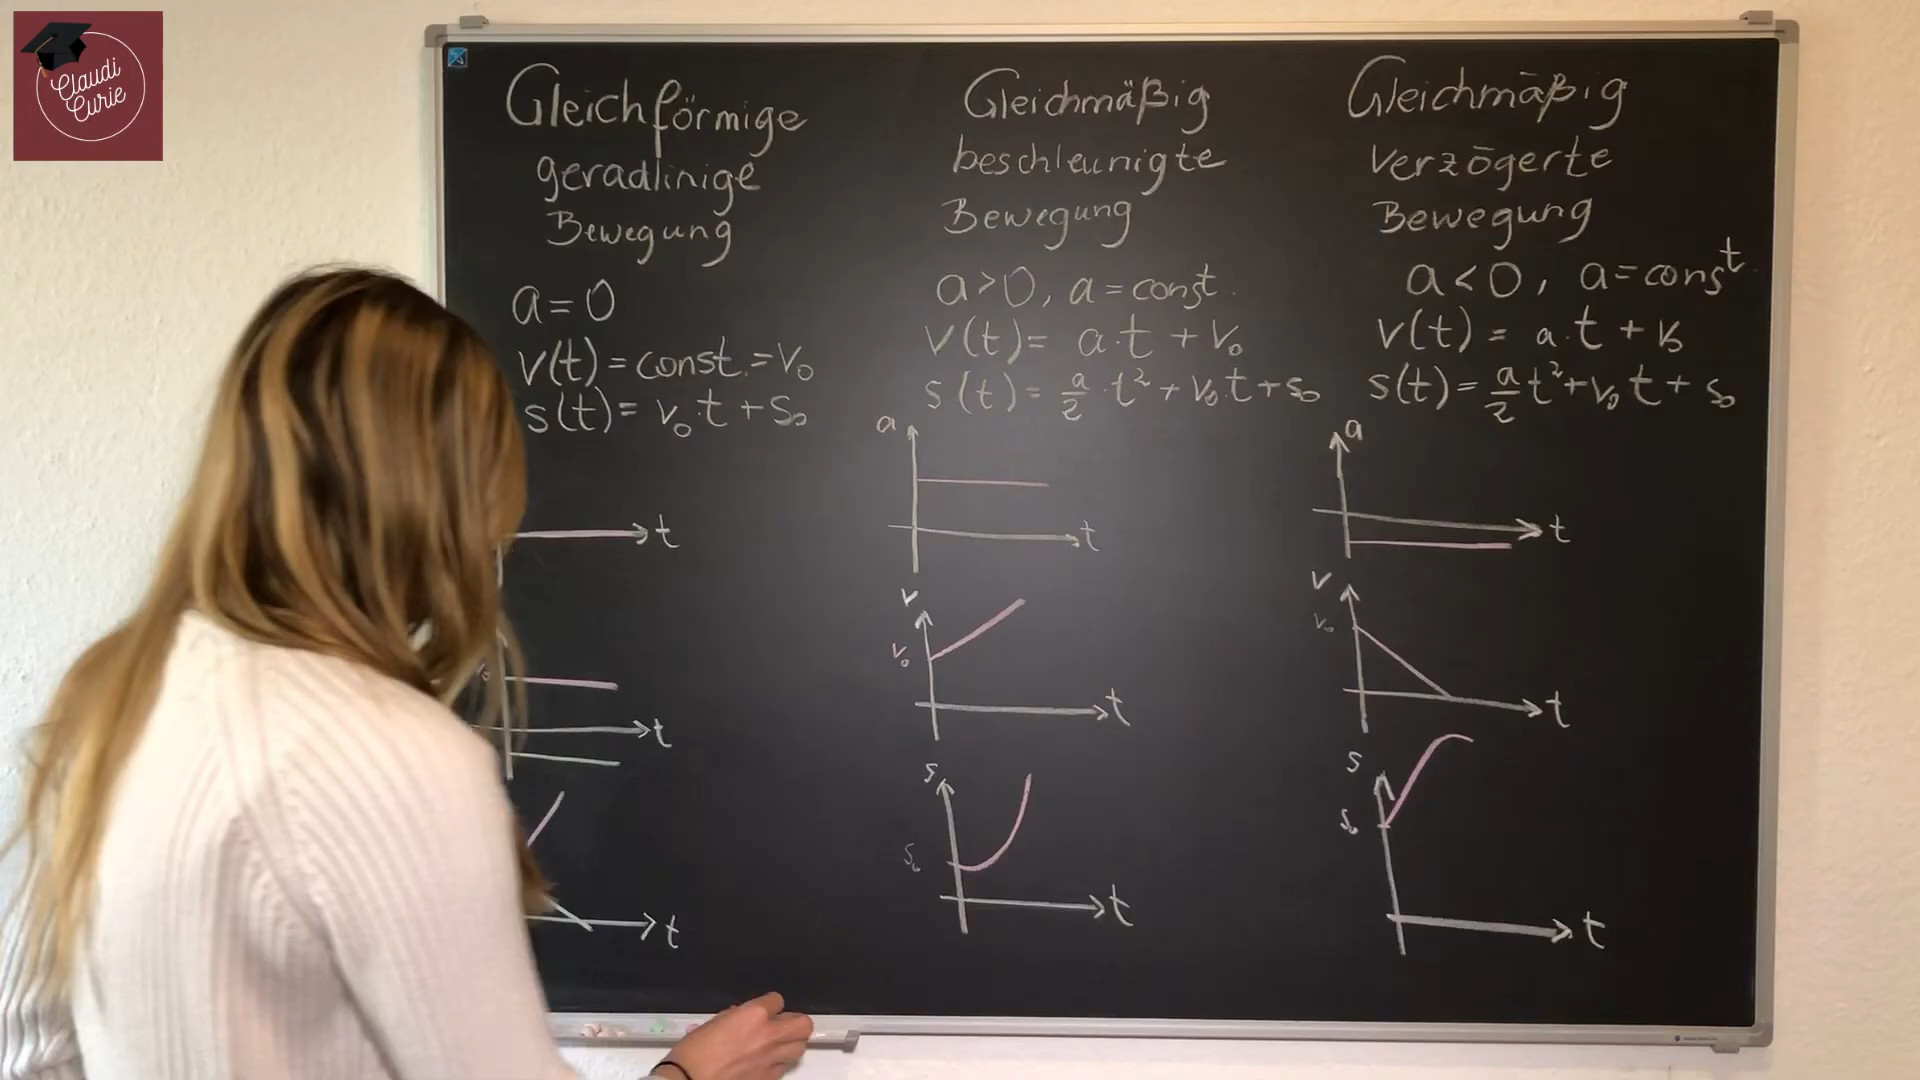 Claudi
Curie
Gleichförmige
geradlinige
Bewegung
a = 0
v(t) = const. = v₀
s(t) = v₀ · t + s₀
t
t
t
Gleichmäßig
beschleunigte
Bewegung
a > 0, a = const.
v(t) = a · t + v₀
s(t) = a/2 · t² + v₀ · t + s₀
a
t
v
v₀
t
s
s₀
t
Gleichmäßig
verzögerte
Bewegung
a < 0, a = const.
v(t) = a · t + v₀
s(t) = a/2 t² + v₀ t + s₀
a
t
v
v₀
t
s
s₀
t